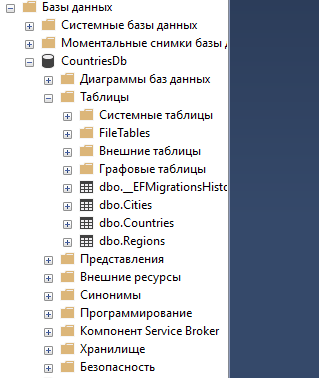 Базы данных
Системные базы данных
Моментальные снимки базы
CountriesDb
Диаграммы баз данных
Таблицы
Системные таблицы
FileTables
Внешние таблицы
Графовые таблицы
dbo.__EFMigrationsHisto
dbo.Cities
dbo.Countries
dbo.Regions
Представления
Внешние ресурсы
Синонимы
Программирование
Компонент Service Broker
Хранилище
Безопасность